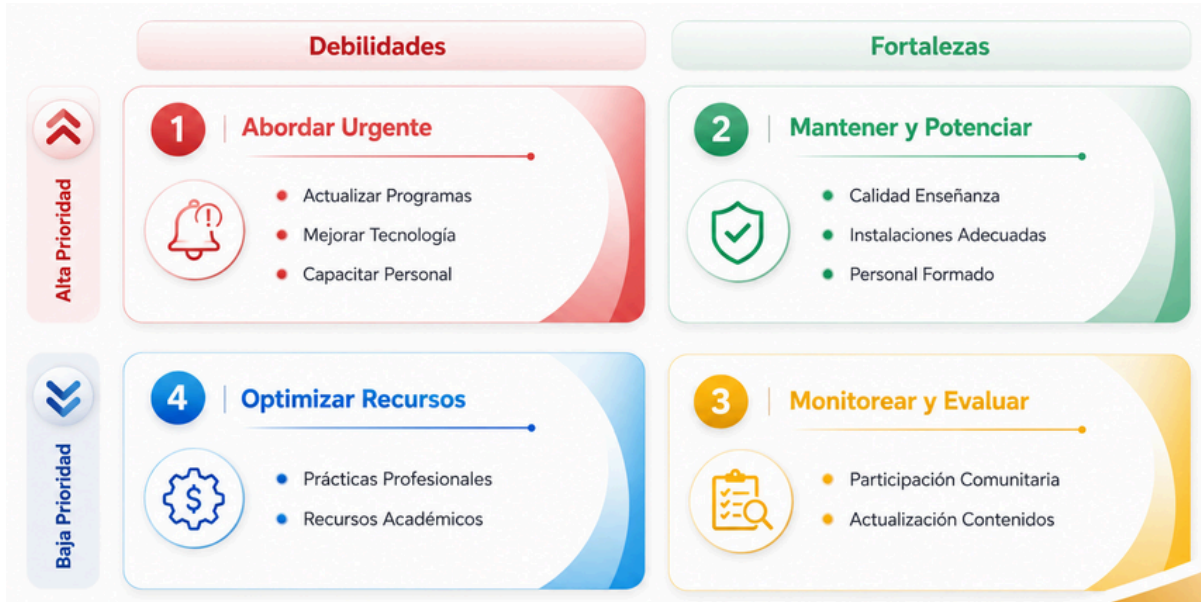 Debilidades
Fortalezas
Alta Prioridad
1
Abordar Urgente
Actualizar Programas
Mejorar Tecnología
Capacitar Personal
2
Mantener y Potenciar
Calidad Enseñanza
Instalaciones Adecuadas
Personal Formado
Baja Prioridad
4
Optimizar Recursos
$
Prácticas Profesionales
Recursos Académicos
3
Monitorear y Evaluar
Participación Comunitaria
Actualización Contenidos